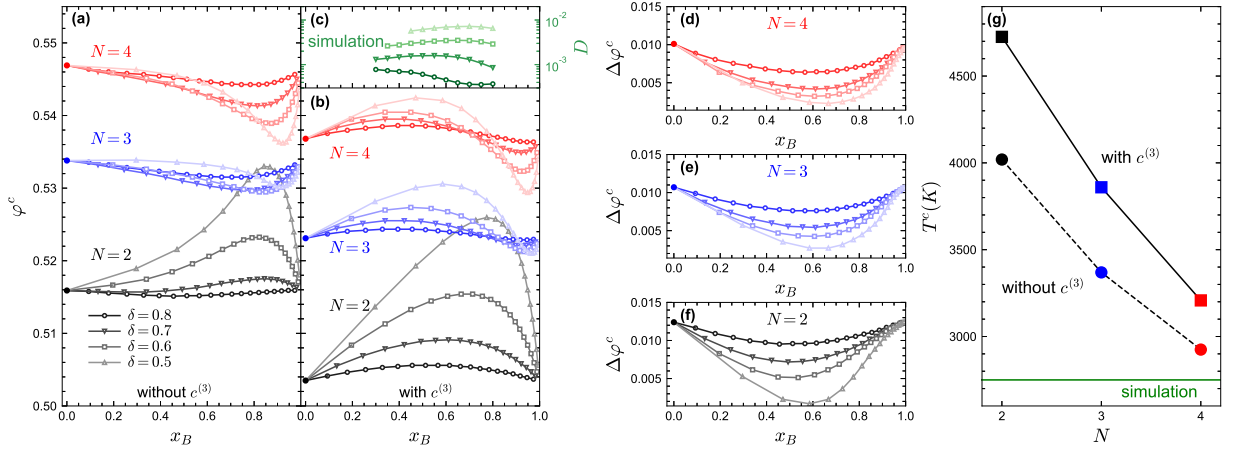 (a)
0.55
0.54
0.53
0.52
0.51
0.50
φ^c
N = 4
N = 3
N = 2
δ = 0.8
δ = 0.7
δ = 0.6
δ = 0.5
without c^(3)
0.0 0.2 0.4 0.6 0.8
x_B
(c)
simulation
10^-2
10^-3
D
(b)
N = 4
N = 3
N = 2
with c^(3)
0.0 0.2 0.4 0.6 0.8 1.0
x_B
(d)
N = 4
0.015
0.010
0.005
Δφ^c
0.0 0.2 0.4 0.6 0.8 1.0
x_B
(e)
N = 3
0.015
0.010
0.005
Δφ^c
0.0 0.2 0.4 0.6 0.8 1.0
x_B
(f)
N = 2
0.015
0.010
0.005
Δφ^c
0.0 0.2 0.4 0.6 0.8 1.0
x_B
(g)
4500
4000
3500
3000
T^c(K)
with c^(3)
without c^(3)
simulation
2 3 4
N